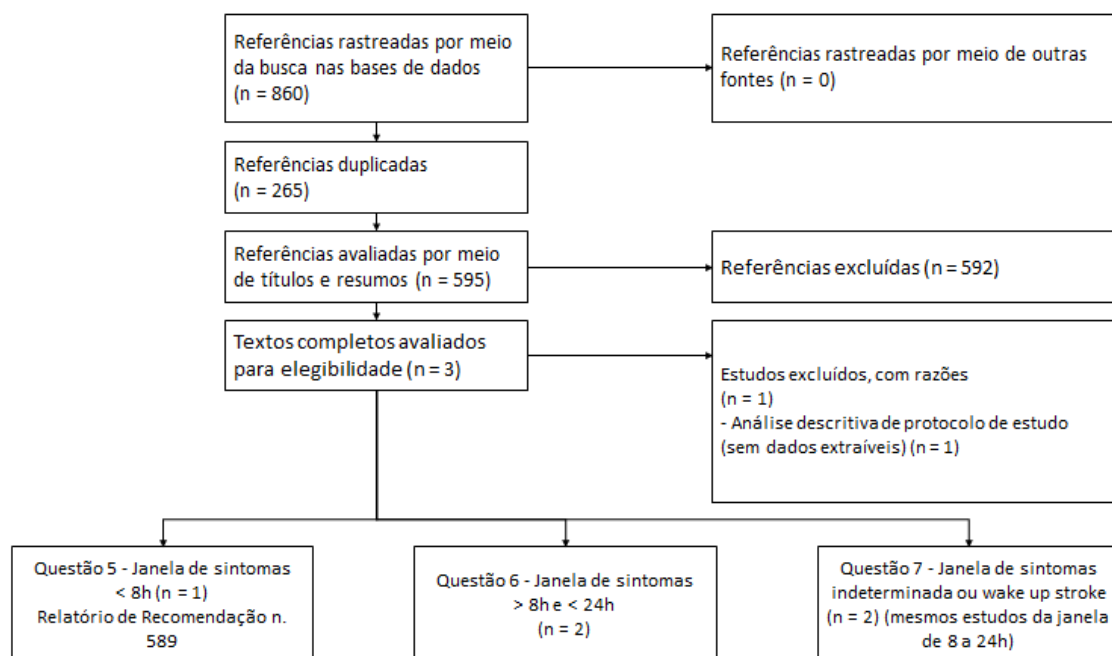 Referências rastreadas por meio
da busca nas bases de dados
(n = 860)
Referências rastreadas por meio de outras
fontes (n = 0)
Referências duplicadas
(n = 265)
Referências avaliadas por meio
de títulos e resumos (n = 595)
Referências excluídas (n = 592)
Textos completos avaliados
para elegibilidade (n = 3)
Estudos excluídos, com razões
(n = 1)
- Análise descritiva de protocolo de estudo
(sem dados extraíveis) (n = 1)
Questão 5 - Janela de sintomas
< 8h (n = 1)
Relatório de Recomendação n.
589
Questão 6 - Janela de sintomas
> 8h e < 24h
(n = 2)
Questão 7 - Janela de sintomas
indeterminada ou wake up stroke
(n = 2) (mesmos estudos da janela
de 8 a 24h)